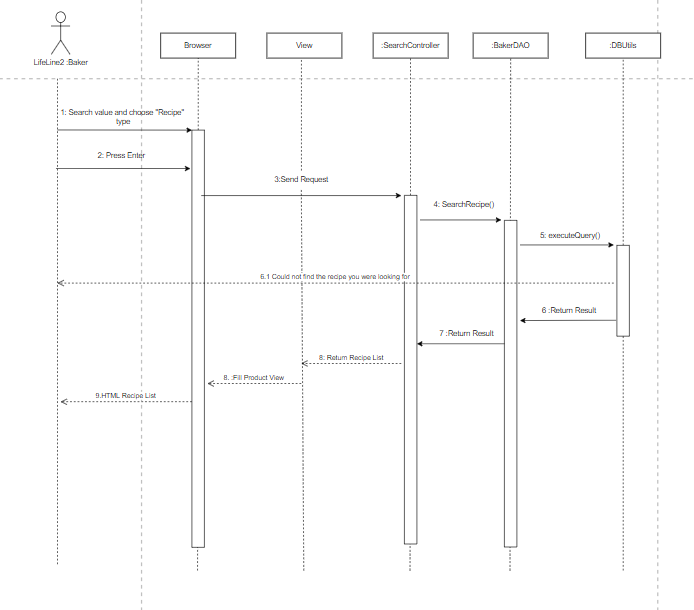 LifeLine2 :Baker
Browser
View
:SearchController
:BakerDAO
:DBUtils
1: Search value and choose "Recipe"
type
2: Press Enter
3:Send Request
4: SearchRecipe()
5: executeQuery()
6.1 Could not find the recipe you were looking for
6 :Return Result
7 :Return Result
8: Return Recipe List
8. :Fill Product View
9.HTML Recipe List